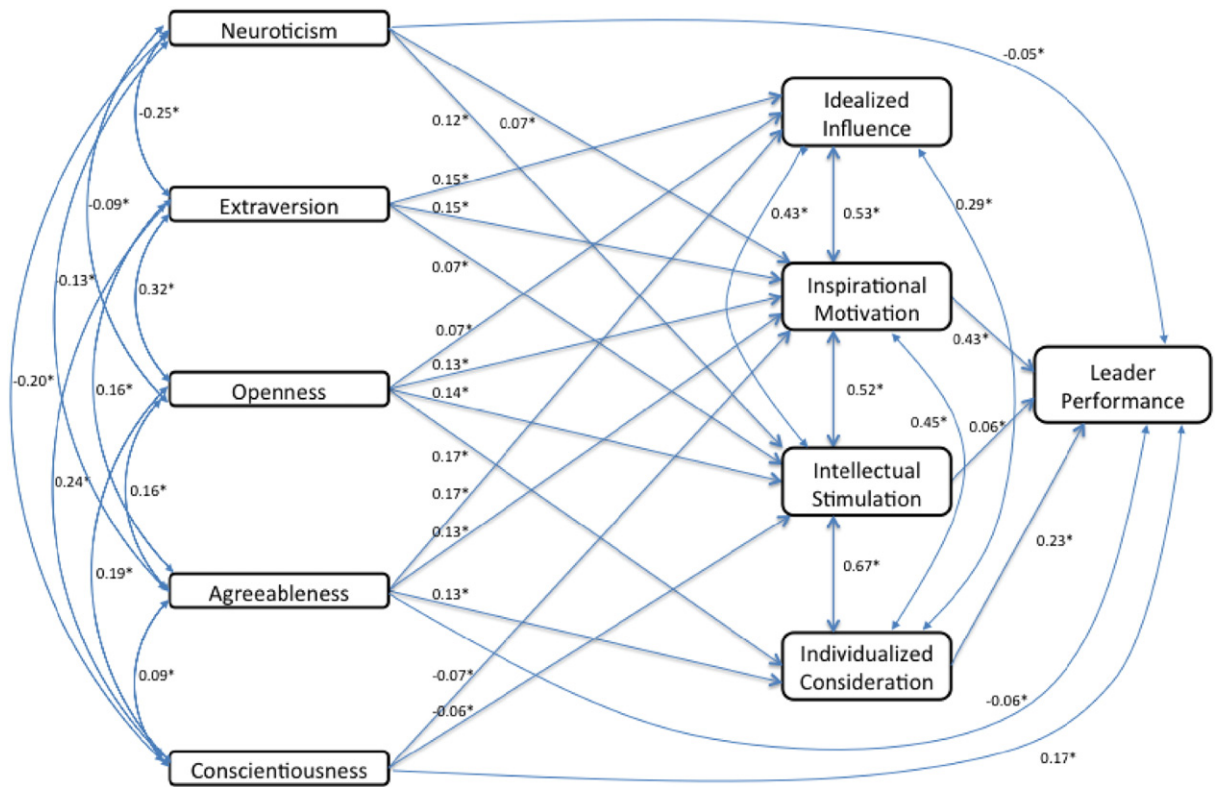 Neuroticism
-0.05*
Idealized
Influence
-0.25*
0.12*
0.07*
0.15*
Extraversion
0.15*
-0.09*
0.43*
0.53*
0.29*
0.07*
-0.13*
0.32*
Inspirational
Motivation
0.07*
0.43*
0.13*
Leader
Performance
-0.20*
0.16*
Openness
0.14*
0.52*
0.45*
0.06*
0.17*
Intellectual
Stimulation
0.24*
0.16*
0.17*
0.13*
0.23*
0.19*
Agreeableness
0.13*
0.67*
Individualized
Consideration
0.09*
-0.07*
-0.06*
-0.06*
Conscientiousness
0.17*